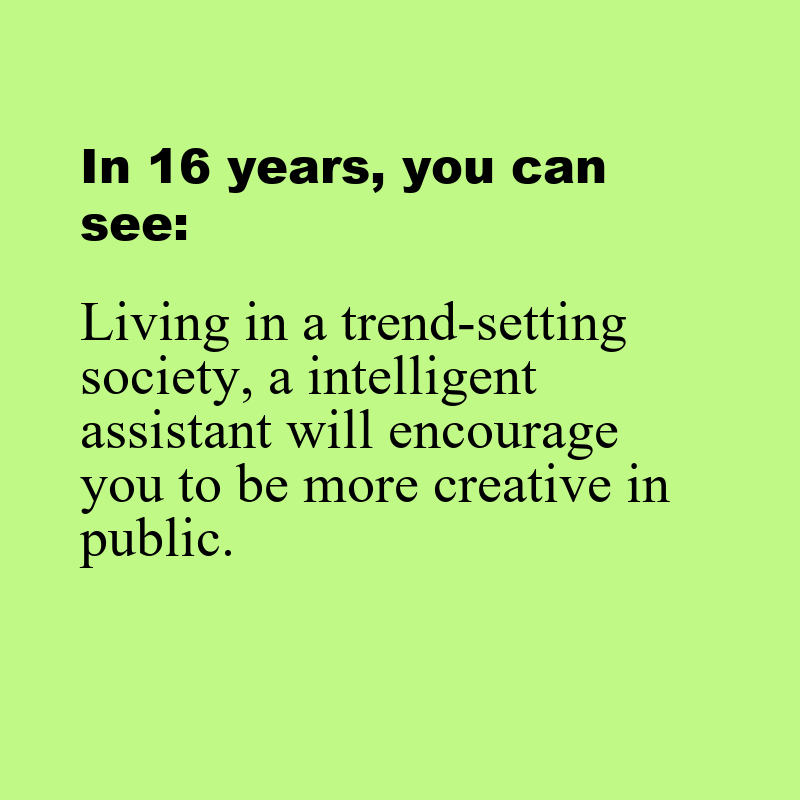 In 16 years, you can
see:
Living in a trend-setting
society, a intelligent
assistant will encourage
you to be more creative in
public.